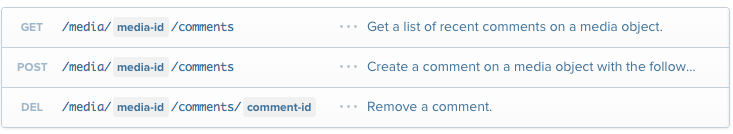 GET /media/media-id/comments ... Get a list of recent comments on a media object.
POST /media/media-id/comments ... Create a comment on a media object with the follow...
DEL /media/media-id/comments/comment-id ... Remove a comment.